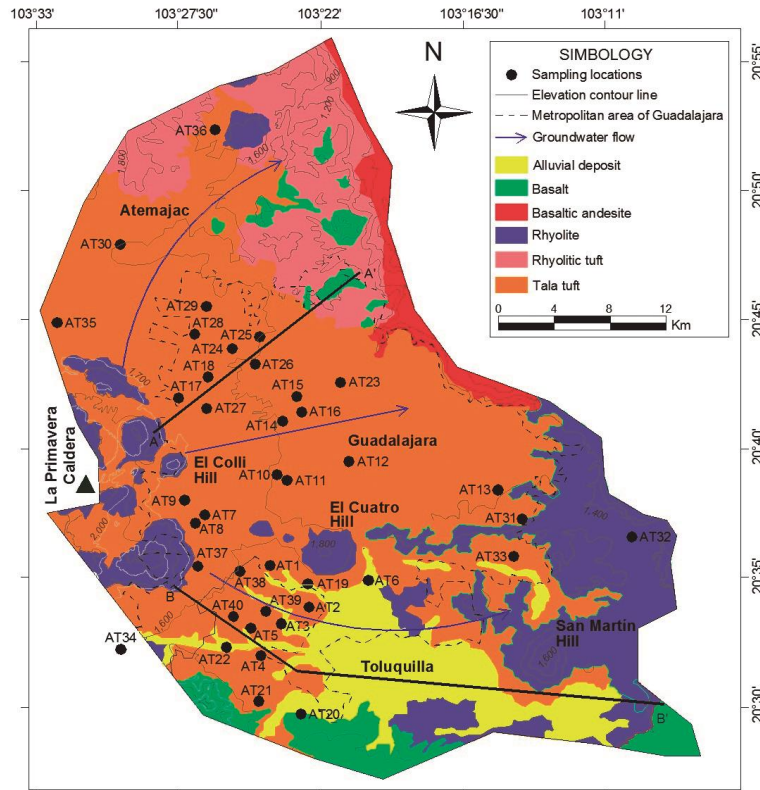 103°33' 103°27'30" 103°22' 103°16'30" 103°11'
N
SIMBOLOGY
Sampling locations
Elevation contour line
Metropolitan area of Guadalajara
Groundwater flow
Alluvial deposit
Basalt
Basaltic andesite
Rhyolite
Rhyolitic tuft
Tala tuft
0 4 8 12
Km
20°55'
20°50'
20°45'
20°40'
20°35'
20°30'
900
1,200
AT36
1,800
1,600
Atemajac
AT30
A'
AT29
AT28
AT35
AT25
AT24
AT26
1,700
AT18
AT23
AT15
AT17
AT16
AT27
AT14
A
Guadalajara
La Primavera
Caldera
El Colli
Hill
AT12
AT10
AT11
AT13
AT9
El Cuatro
Hill
1,400
AT7
AT31
AT8
2,000
AT32
1,800
AT33
AT37
AT1
AT38
AT19
AT6
B
AT39
AT2
1,600
AT40
AT3
AT5
San Martin
Hill
AT34
AT22
AT4
1,600
Toluquilla
AT21
AT20
B'